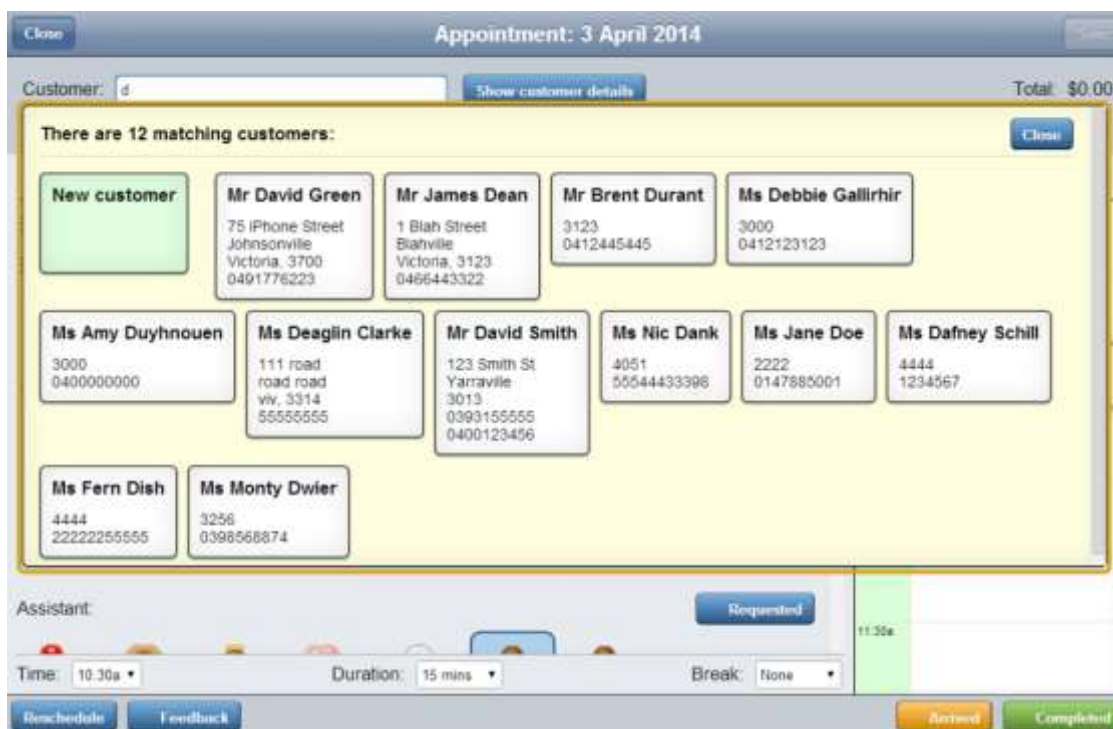 Close
Appointment: 3 April 2014
Customer: d
Show customer details
Total: $0.00
There are 12 matching customers:
Close
New customer
Mr David Green
75 iPhone Street
Johnsonville
Victoria, 3700
0491776223
Mr James Dean
1 Blah Street
Blahville
Victoria, 3123
0466443322
Mr Brent Durant
3123
0412445445
Ms Debbie Gallirhir
3000
0412123123
Ms Amy Duyhnouen
3000
0400000000
Ms Deaglin Clarke
111 road
road road
viv, 3314
55555555
Mr David Smith
123 Smith St
Yarraville
3013
0393155555
0400123456
Ms Nic Dank
4051
55544433398
Ms Jane Doe
2222
0147885001
Ms Dafney Schill
4444
1234567
Ms Fern Dish
4444
22222255555
Ms Monty Dwier
3256
0398568874
Assistant:
Requested
11:30a
Time: 10:30a
Duration: 15 mins
Break: None
Reschedule
Feedback
Arrived
Completed